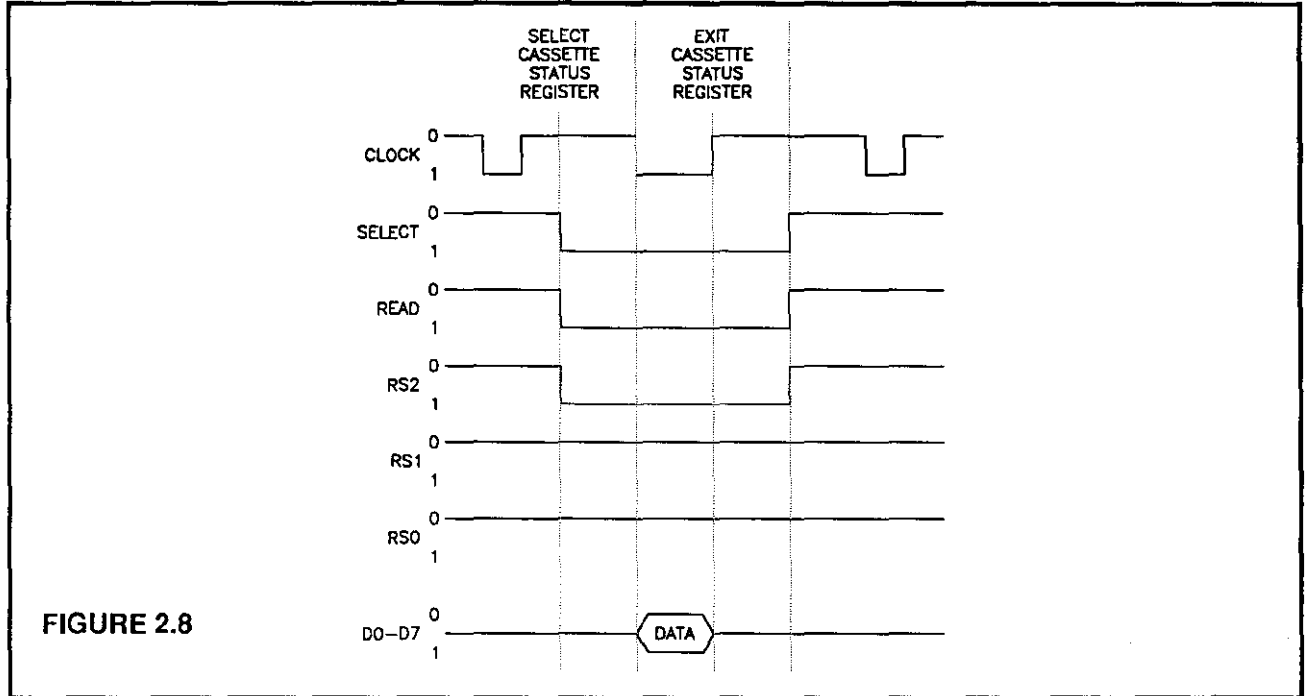 SELECT
CASSETTE
STATUS
REGISTER
EXIT
CASSETTE
STATUS
REGISTER
0
CLOCK
1
0
SELECT
1
0
READ
1
0
RS2
1
0
RS1
1
0
RS0
1
FIGURE 2.8
0
DO-D7
1
DATA